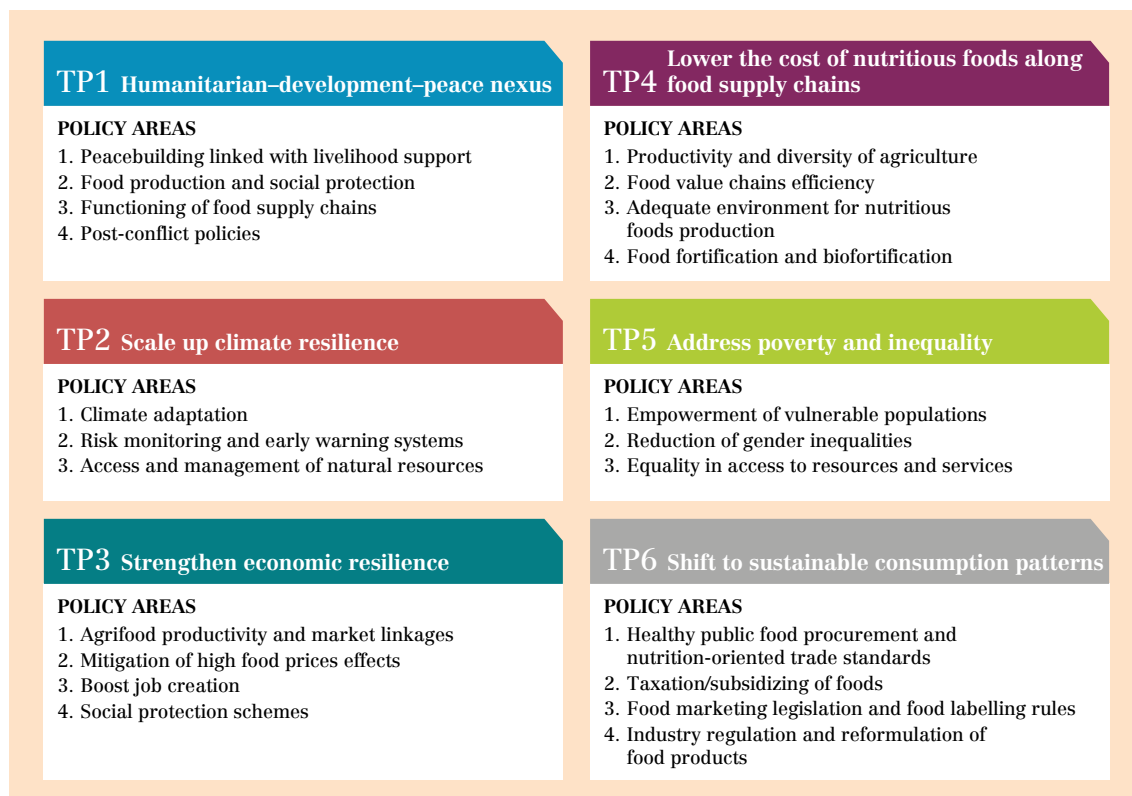 TP1 Humanitarian–development–peace nexus
POLICY AREAS
1. Peacebuilding linked with livelihood support
2. Food production and social protection
3. Functioning of food supply chains
4. Post-conflict policies
TP2 Scale up climate resilience
POLICY AREAS
1. Climate adaptation
2. Risk monitoring and early warning systems
3. Access and management of natural resources
TP3 Strengthen economic resilience
POLICY AREAS
1. Agrifood productivity and market linkages
2. Mitigation of high food prices effects
3. Boost job creation
4. Social protection schemes
TP4 Lower the cost of nutritious foods along
food supply chains
POLICY AREAS
1. Productivity and diversity of agriculture
2. Food value chains efficiency
3. Adequate environment for nutritious
foods production
4. Food fortification and biofortification
TP5 Address poverty and inequality
POLICY AREAS
1. Empowerment of vulnerable populations
2. Reduction of gender inequalities
3. Equality in access to resources and services
TP6 Shift to sustainable consumption patterns
POLICY AREAS
1. Healthy public food procurement and
nutrition-oriented trade standards
2. Taxation/subsidizing of foods
3. Food marketing legislation and food labelling rules
4. Industry regulation and reformulation of
food products